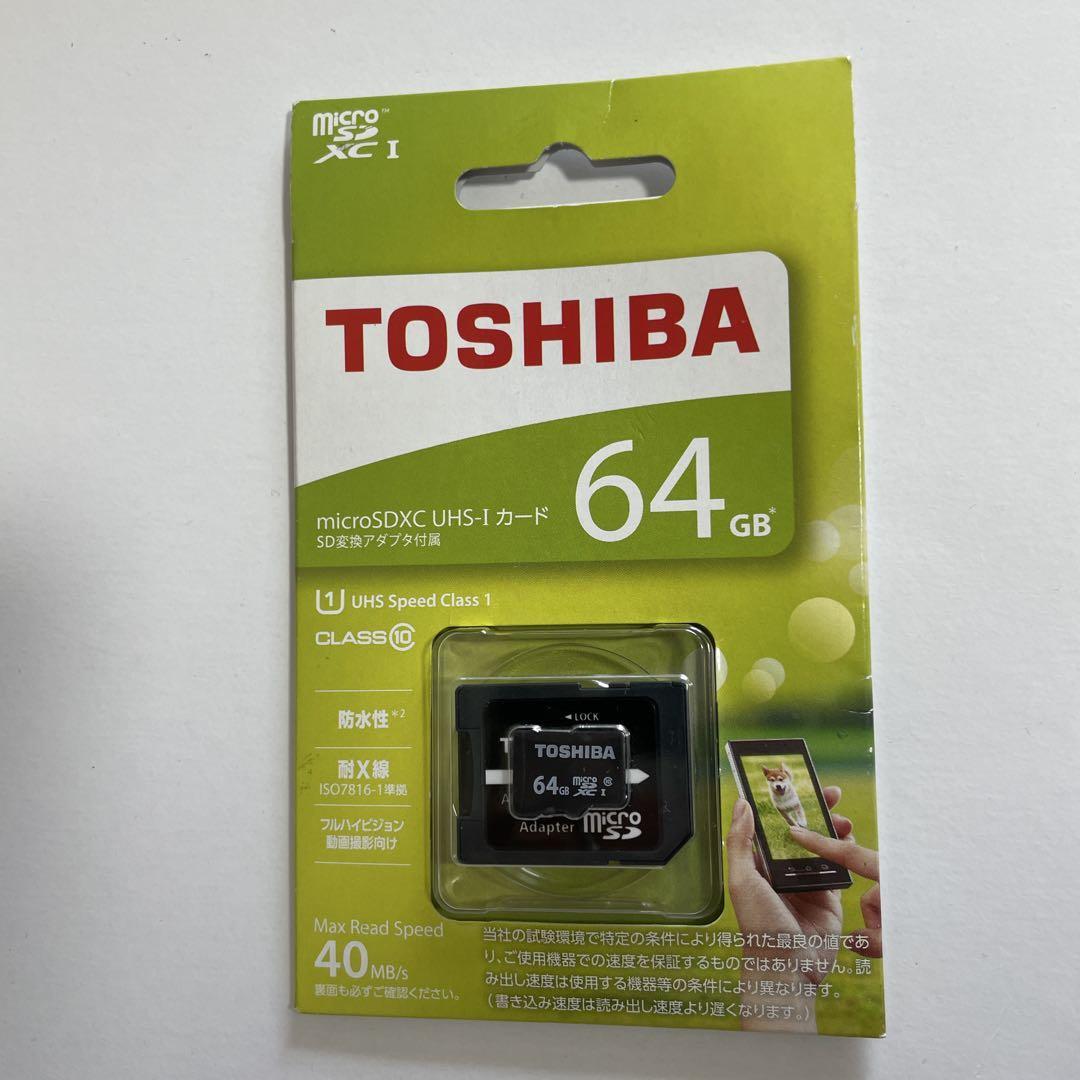 micro™
SD
XC I
TOSHIBA
microSDXC UHS-I カード
SD変換アダプタ付属
64GB*
1 UHS Speed Class 1
CLASS10
防水性*2
耐X線
ISO7816-1準拠
フルハイビジョン
動画撮影向け
◄LOCK
TOSHIBA
64GB micro SD XC I 10
Adapter micro SD
Max Read Speed
40MB/s
裏面も必ずご確認ください。
当社の試験環境で特定の条件により得られた最良の値であ
り、ご使用機器での速度を保証するものではありません。読
み出し速度は使用する機器等の条件により異なります。
(書き込み速度は読み出し速度より遅くなります。)